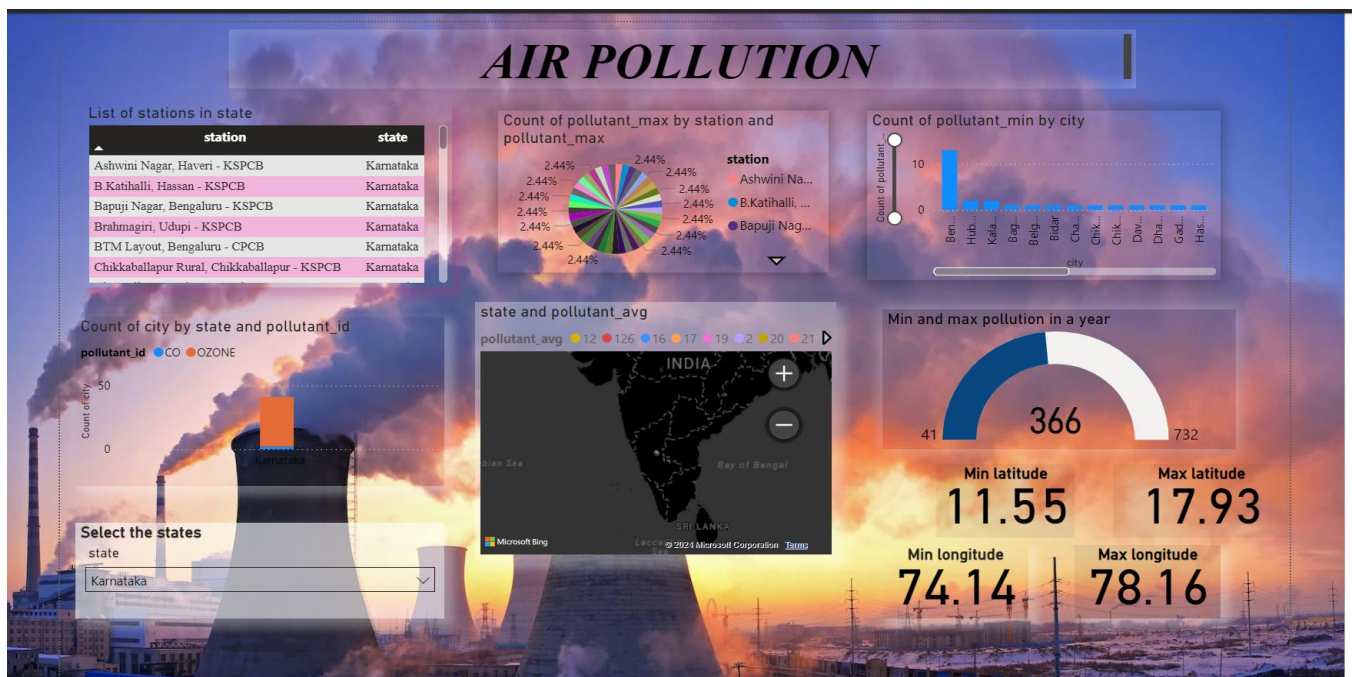 AIR POLLUTION
List of stations in state
station state
Ashwini Nagar, Haveri - KSPCB Karnataka
B.Katihalli, Hassan - KSPCB Karnataka
Bapuji Nagar, Bengaluru - KSPCB Karnataka
Brahmagiri, Udupi - KSPCB Karnataka
BTM Layout, Bengaluru - CPCB Karnataka
Chikkaballapur Rural, Chikkaballapur - KSPCB Karnataka
Count of pollutant_max by station and
pollutant_max
2.44% 2.44%
2.44% 2.44%
2.44% 2.44%
2.44% 2.44%
2.44% 2.44%
2.44% 2.44%
2.44% 2.44%
station
Ashwini Na...
B.Katihalli, ...
Bapuji Nag...
Count of pollutant_min by city
Count of pollutant_...
10
0
Ben...
Hub...
Kala...
Bag...
Belg...
Bidar
Cha...
Chik...
Chik...
Dav...
Dha...
Gad...
Has...
city
Count of city by state and pollutant_id
pollutant_id CO OZONE
Count of city
50
0
Karnataka
Select the states
state
Karnataka
state and pollutant_avg
pollutant_avg 12 126 16 17 19 2 20 21
INDIA
bian Sea
Bay of Bengal
SRI LANKA
Sea
Microsoft Bing
© 2024 Microsoft Corporation Terms
Min and max pollution in a year
41
366
732
Min latitude
11.55
Max latitude
17.93
Min longitude
74.14
Max longitude
78.16